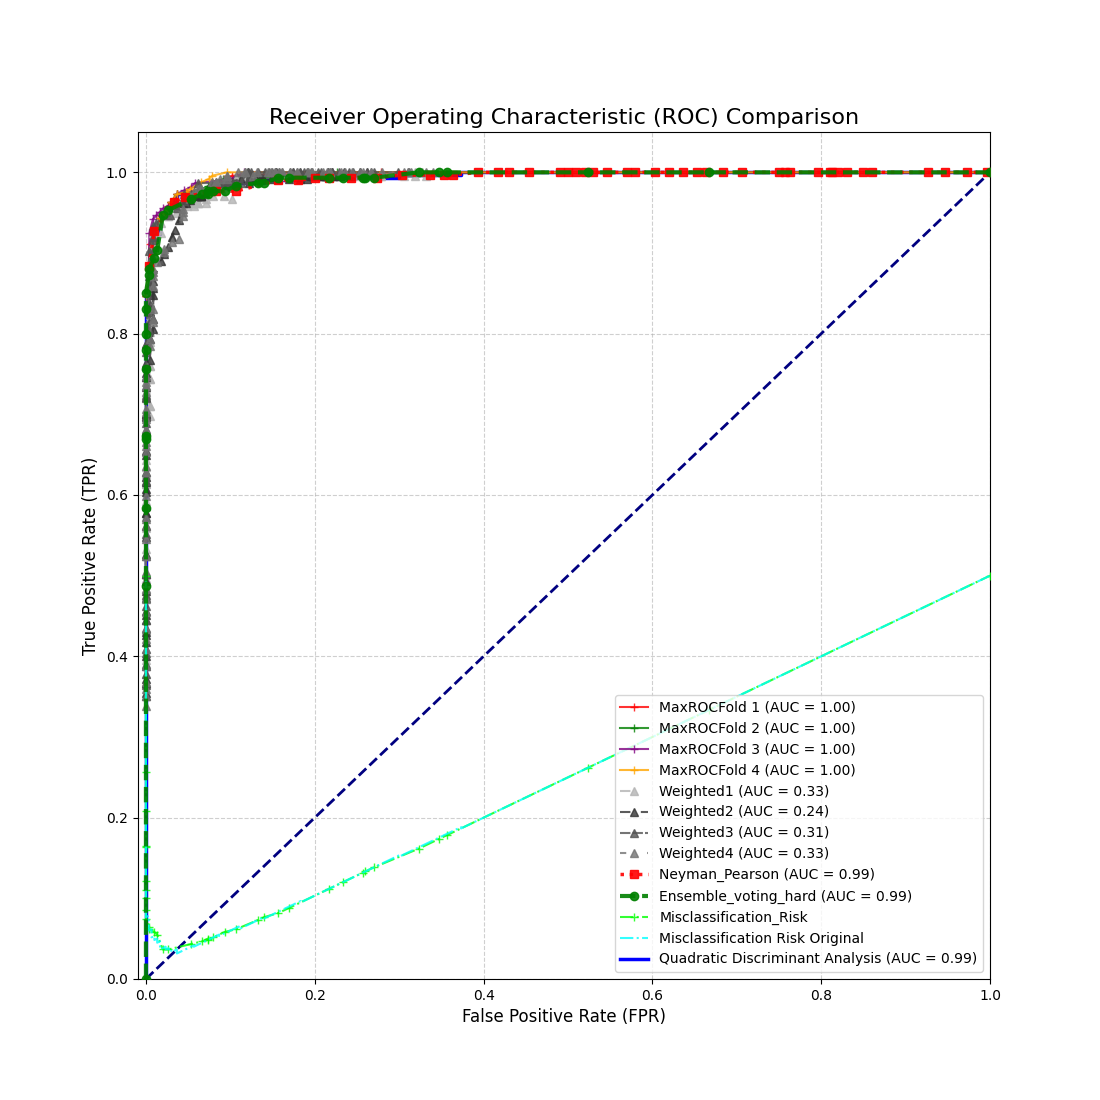 Receiver Operating Characteristic (ROC) Comparison
True Positive Rate (TPR)
1.0
0.8
0.6
0.4
0.2
0.0
MaxROCFold 1 (AUC = 1.00)
MaxROCFold 2 (AUC = 1.00)
MaxROCFold 3 (AUC = 1.00)
MaxROCFold 4 (AUC = 1.00)
Weighted1 (AUC = 0.33)
Weighted2 (AUC = 0.24)
Weighted3 (AUC = 0.31)
Weighted4 (AUC = 0.33)
Neyman_Pearson (AUC = 0.99)
Ensemble_voting_hard (AUC = 0.99)
Misclassification_Risk
Misclassification Risk Original
Quadratic Discriminant Analysis (AUC = 0.99)
0.0 0.2 0.4 0.6 0.8 1.0
False Positive Rate (FPR)